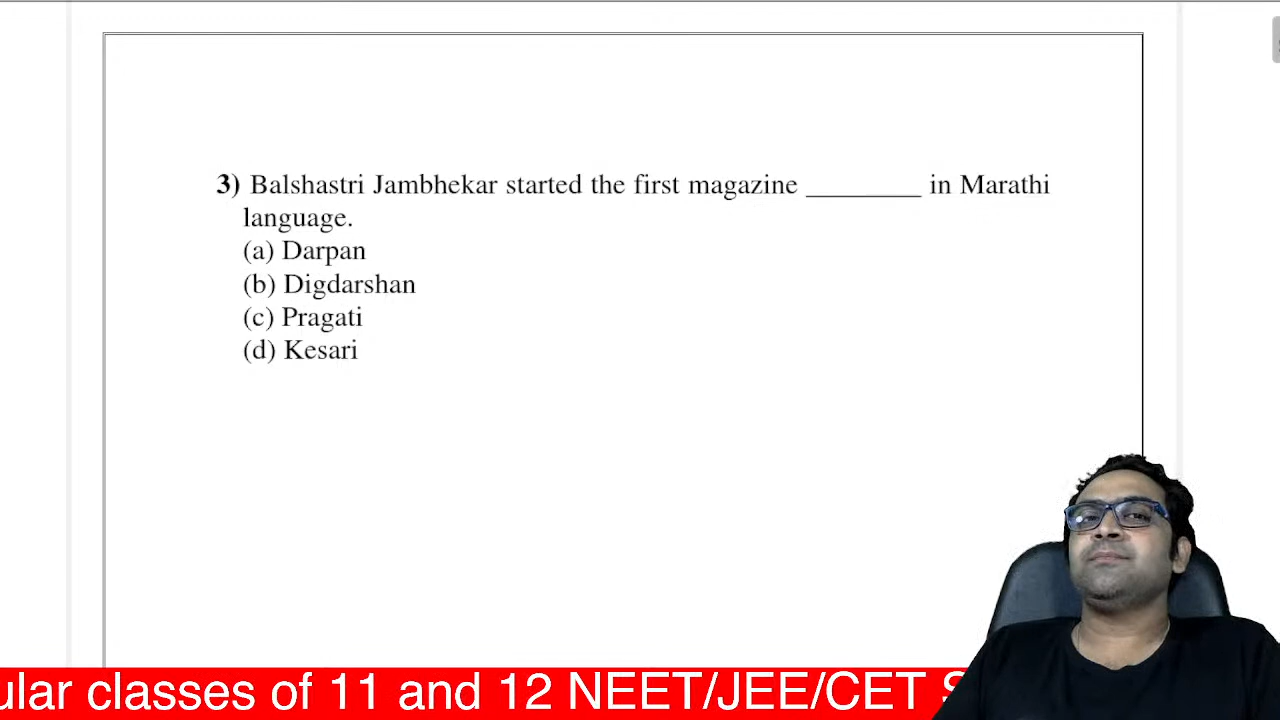 3) Balshastri Jambhekar started the first magazine ________ in Marathi
language.
(a) Darpan
(b) Digdarshan
(c) Pragati
(d) Kesari
ular classes of 11 and 12 NEET/JEE/CET S